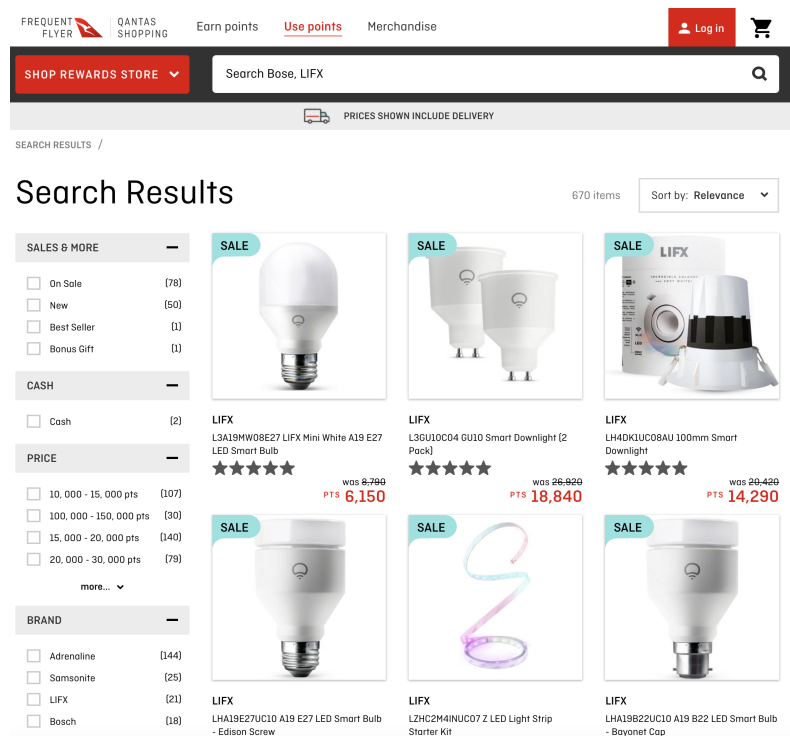 FREQUENT FLYER
QANTAS SHOPPING
Earn points
Use points
Merchandise
Log in
SHOP REWARDS STORE
Search Bose, LIFX
PRICES SHOWN INCLUDE DELIVERY
SEARCH RESULTS /
Search Results
670 items
Sort by: Relevance
SALES & MORE
On Sale (78)
New (50)
Best Seller (1)
Bonus Gift (1)
CASH
Cash (2)
PRICE
10, 000 - 15, 000 pts (107)
100, 000 - 150, 000 pts (30)
15, 000 - 20, 000 pts (140)
20, 000 - 30, 000 pts (79)
more...
BRAND
Adrenaline (144)
Samsonite (25)
LIFX (21)
Bosch (18)
SALE
LIFX
L3A19MW08E27 LIFX Mini White A19 E27
LED Smart Bulb
was 8,790
PTS 6,150
SALE
LIFX
L3GU10C04 GU10 Smart Downlight (2
Pack)
was 26,920
PTS 18,840
SALE
LIFX
LIFX
LH4DK1UC08AU 100mm Smart
Downlight
was 20,420
PTS 14,290
SALE
LIFX
LHA19E27UC10 A19 E27 LED Smart Bulb
- Edison Screw
SALE
LIFX
LZHC2M4INUC07 Z LED Light Strip
Starter Kit
SALE
LIFX
LHA19B22UC10 A19 B22 LED Smart Bulb
- Bayonet Cap